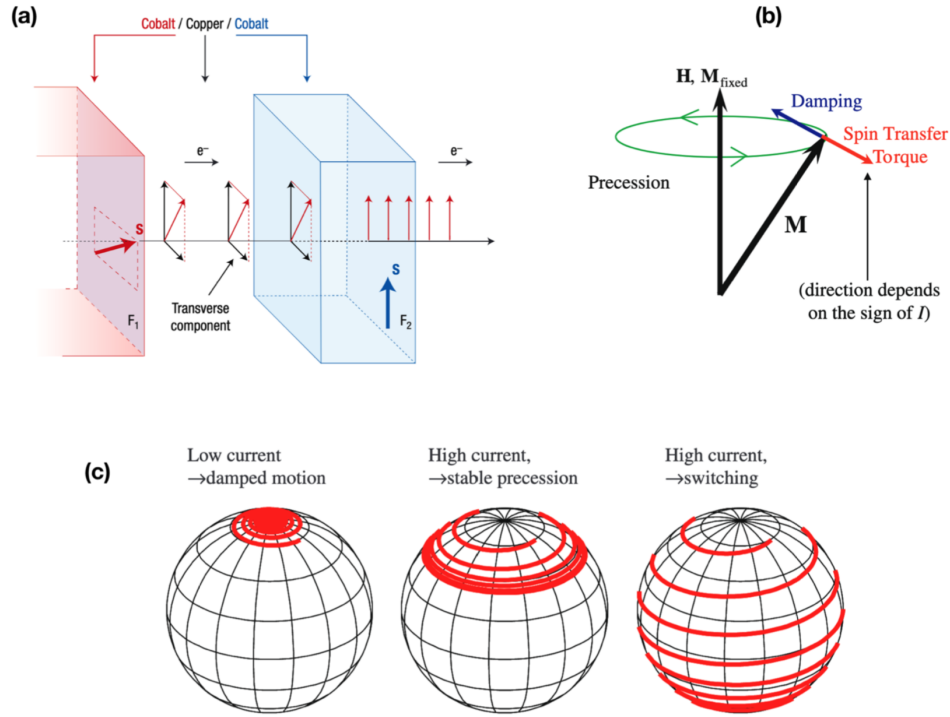 (a)
Cobalt / Copper / Cobalt
e⁻
e⁻
S
Transverse
component
F₁
S
F₂
(b)
H, M_fixed
Damping
Spin Transfer
Torque
Precession
M
(direction depends
on the sign of I)
(c)
Low current
→damped motion
High current,
→stable precession
High current,
→switching